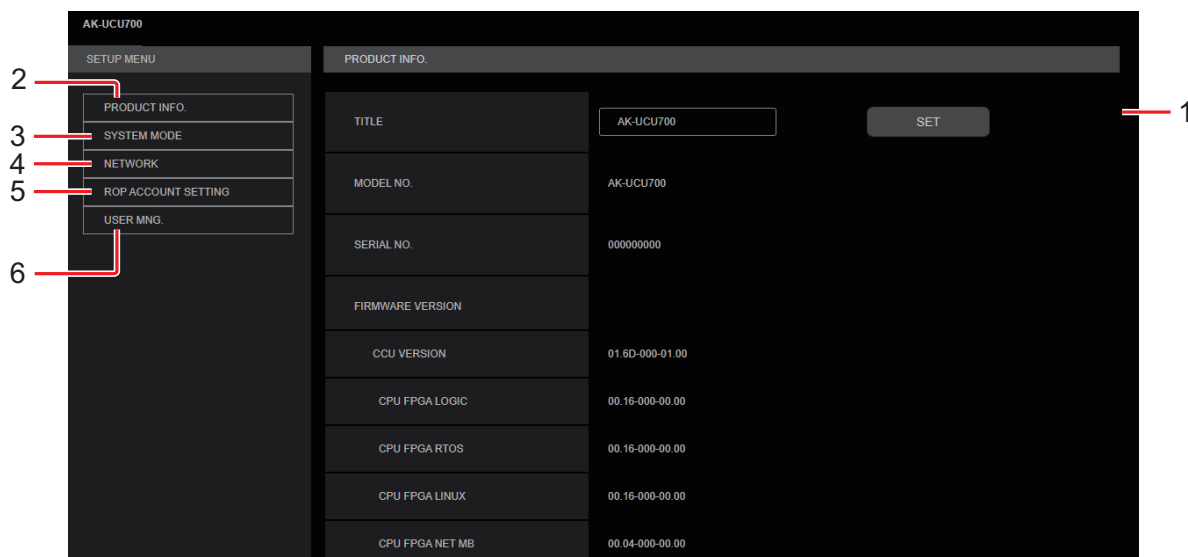 AK-UCU700
SETUP MENU
PRODUCT INFO.
2
PRODUCT INFO.
1
TITLE
AK-UCU700
SET
3
SYSTEM MODE
4
NETWORK
5
ROP ACCOUNT SETTING
MODEL NO.
AK-UCU700
USER MNG.
6
SERIAL NO.
000000000
FIRMWARE VERSION
CCU VERSION
01.6D-000-01.00
CPU FPGA LOGIC
00.16-000-00.00
CPU FPGA RTOS
00.16-000-00.00
CPU FPGA LINUX
00.16-000-00.00
CPU FPGA NET MB
00.04-000-00.00